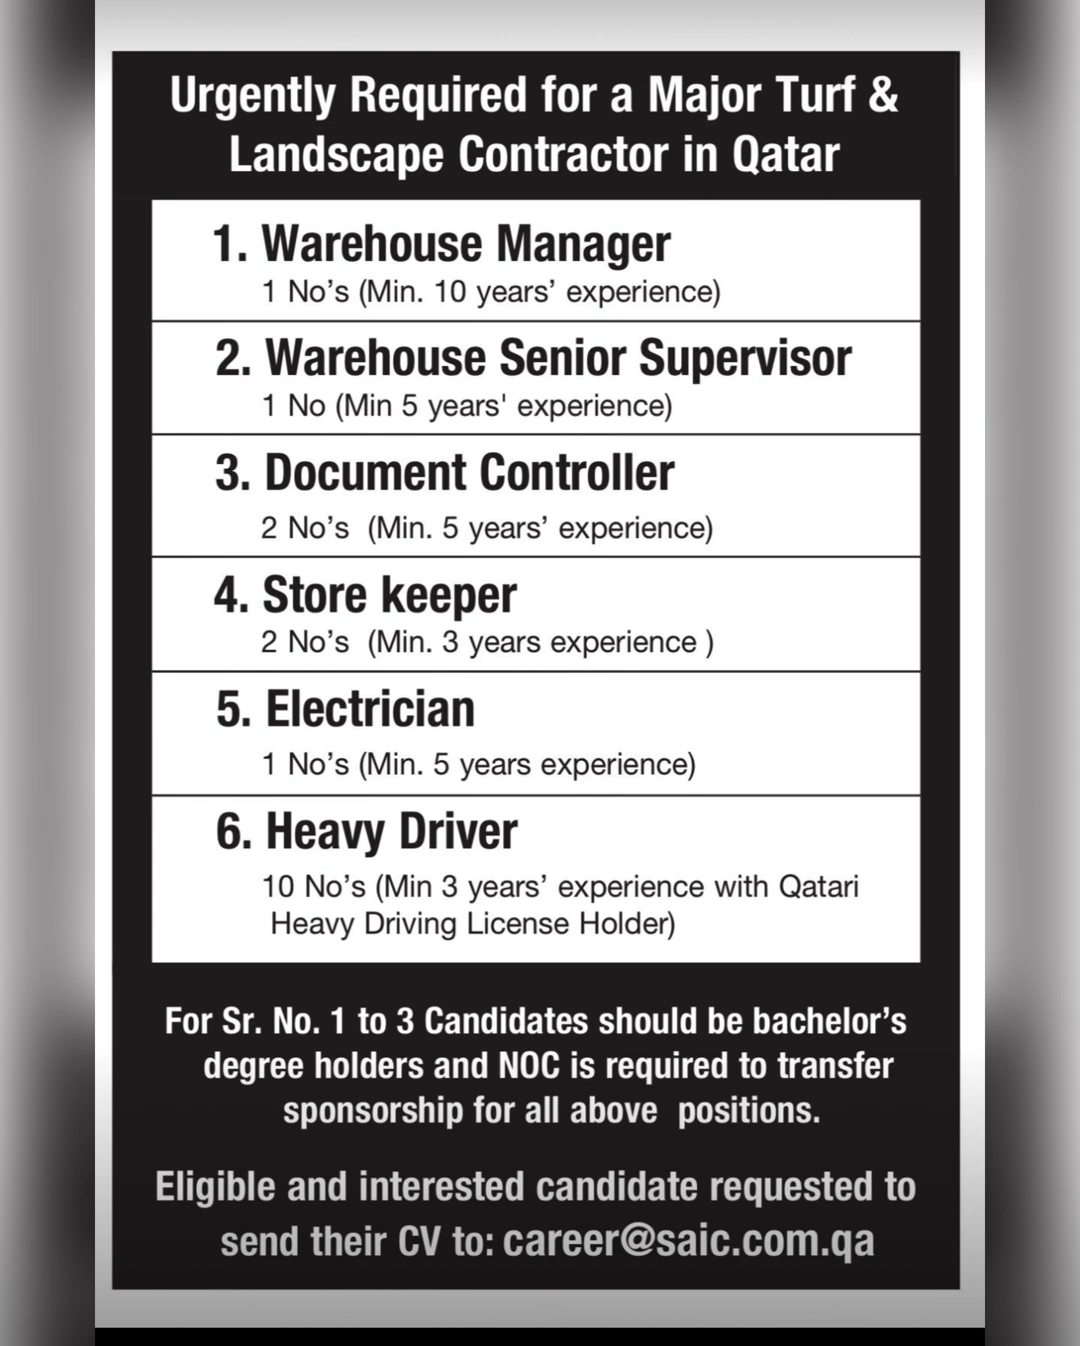 Urgently Required for a Major Turf &
Landscape Contractor in Qatar
1. Warehouse Manager
1 No’s (Min. 10 years’ experience)
2. Warehouse Senior Supervisor
1 No (Min 5 years' experience)
3. Document Controller
2 No’s  (Min. 5 years’ experience)
4. Store keeper
2 No’s  (Min. 3 years experience )
5. Electrician
1 No’s (Min. 5 years experience)
6. Heavy Driver
10 No’s (Min 3 years’ experience with Qatari
Heavy Driving License Holder)
For Sr. No. 1 to 3 Candidates should be bachelor’s
degree holders and NOC is required to transfer
sponsorship for all above  positions.
Eligible and interested candidate requested to
send their CV to: career@saic.com.qa